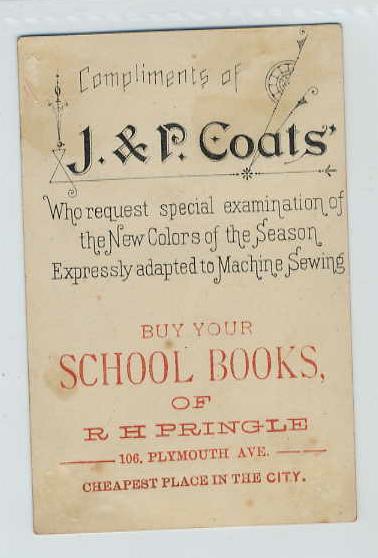 Compliments of
J. & P. Coats'
Who request special examination of
the New Colors of the Season
Expressly adapted to Machine Sewing
BUY YOUR
SCHOOL BOOKS,
OF
R H PRINGLE
106. PLYMOUTH AVE.
CHEAPEST PLACE IN THE CITY.